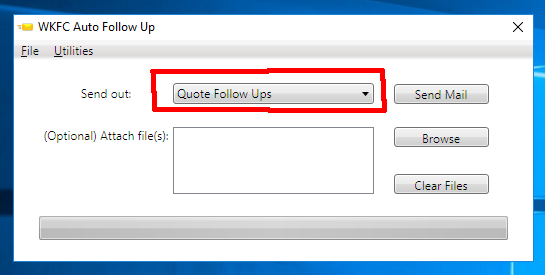 WKFC Auto Follow Up
File Utilities
Send out: Quote Follow Ups Send Mail
(Optional) Attach file(s): Browse
Clear Files